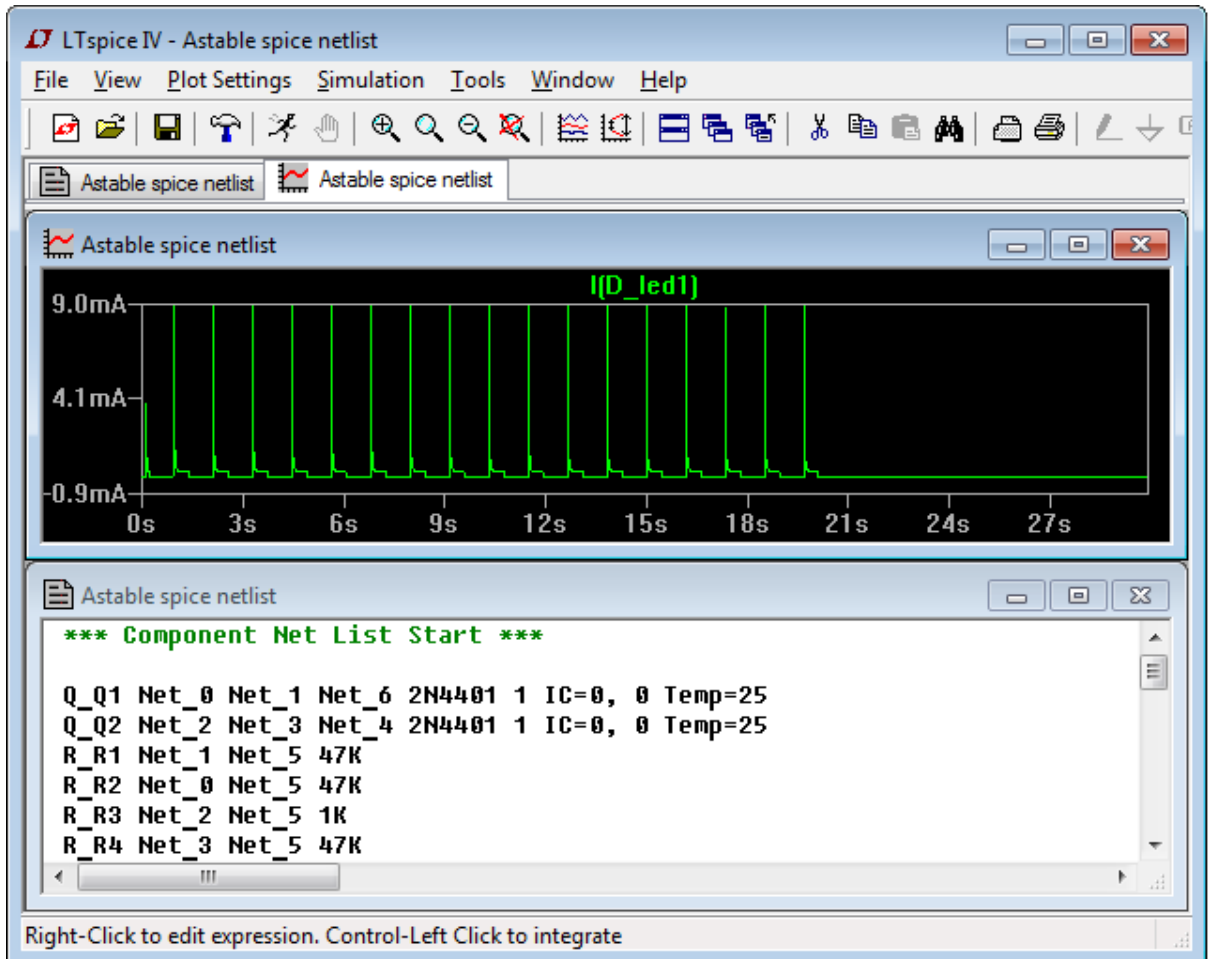 LTspice IV - Astable spice netlist
File View Plot Settings Simulation Tools Window Help
Astable spice netlist Astable spice netlist
Astable spice netlist
I(D_led1)
9.0mA
4.1mA
-0.9mA
0s 3s 6s 9s 12s 15s 18s 21s 24s 27s
Astable spice netlist
*** Component Net List Start ***
Q_Q1 Net_0 Net_1 Net_6 2N4401 1 IC=0, 0 Temp=25
Q_Q2 Net_2 Net_3 Net_4 2N4401 1 IC=0, 0 Temp=25
R_R1 Net_1 Net_5 47K
R_R2 Net_0 Net_5 47K
R_R3 Net_2 Net_5 1K
R_R4 Net_3 Net_5 47K
Right-Click to edit expression. Control-Left Click to integrate